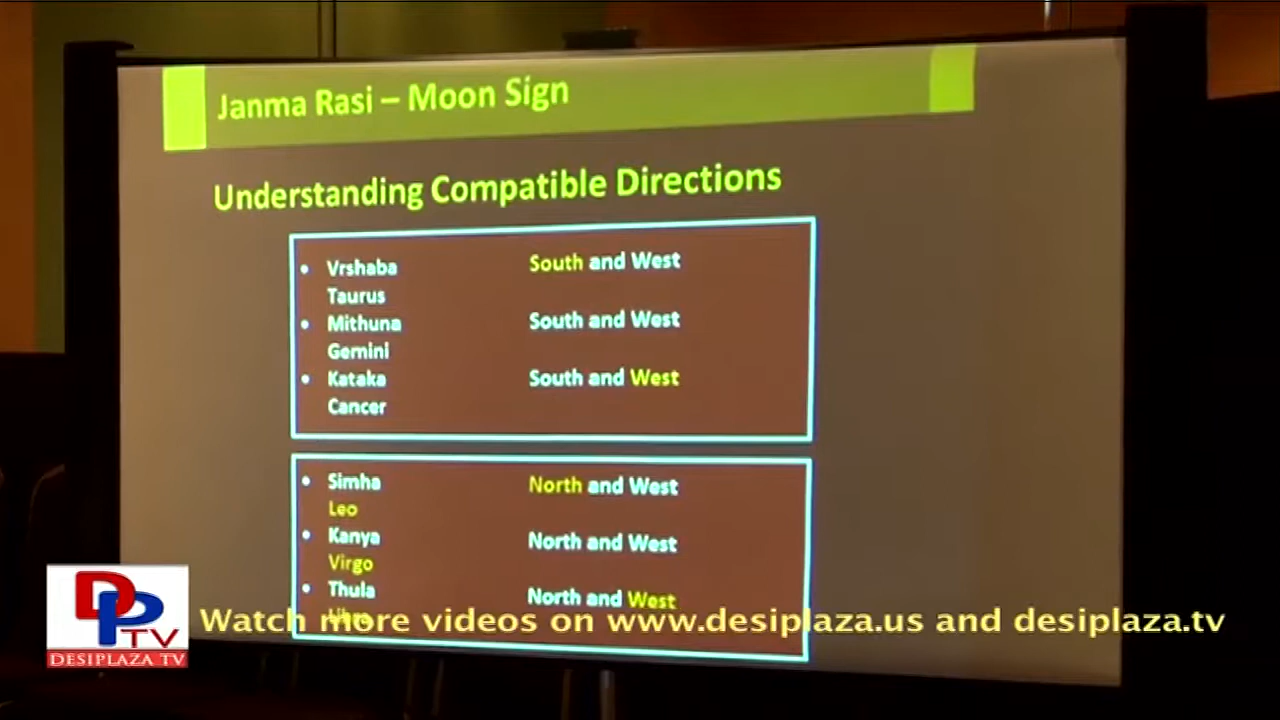 Janma Rasi – Moon Sign
Understanding Compatible Directions
• Vrshaba South and West
Taurus
• Mithuna South and West
Gemini
• Kataka South and West
Cancer
• Simha North and West
Leo
• Kanya North and West
Virgo
• Thula North and West
Libra
Watch more videos on www.desiplaza.us and desiplaza.tv
DP TV
DESIPLAZA TV